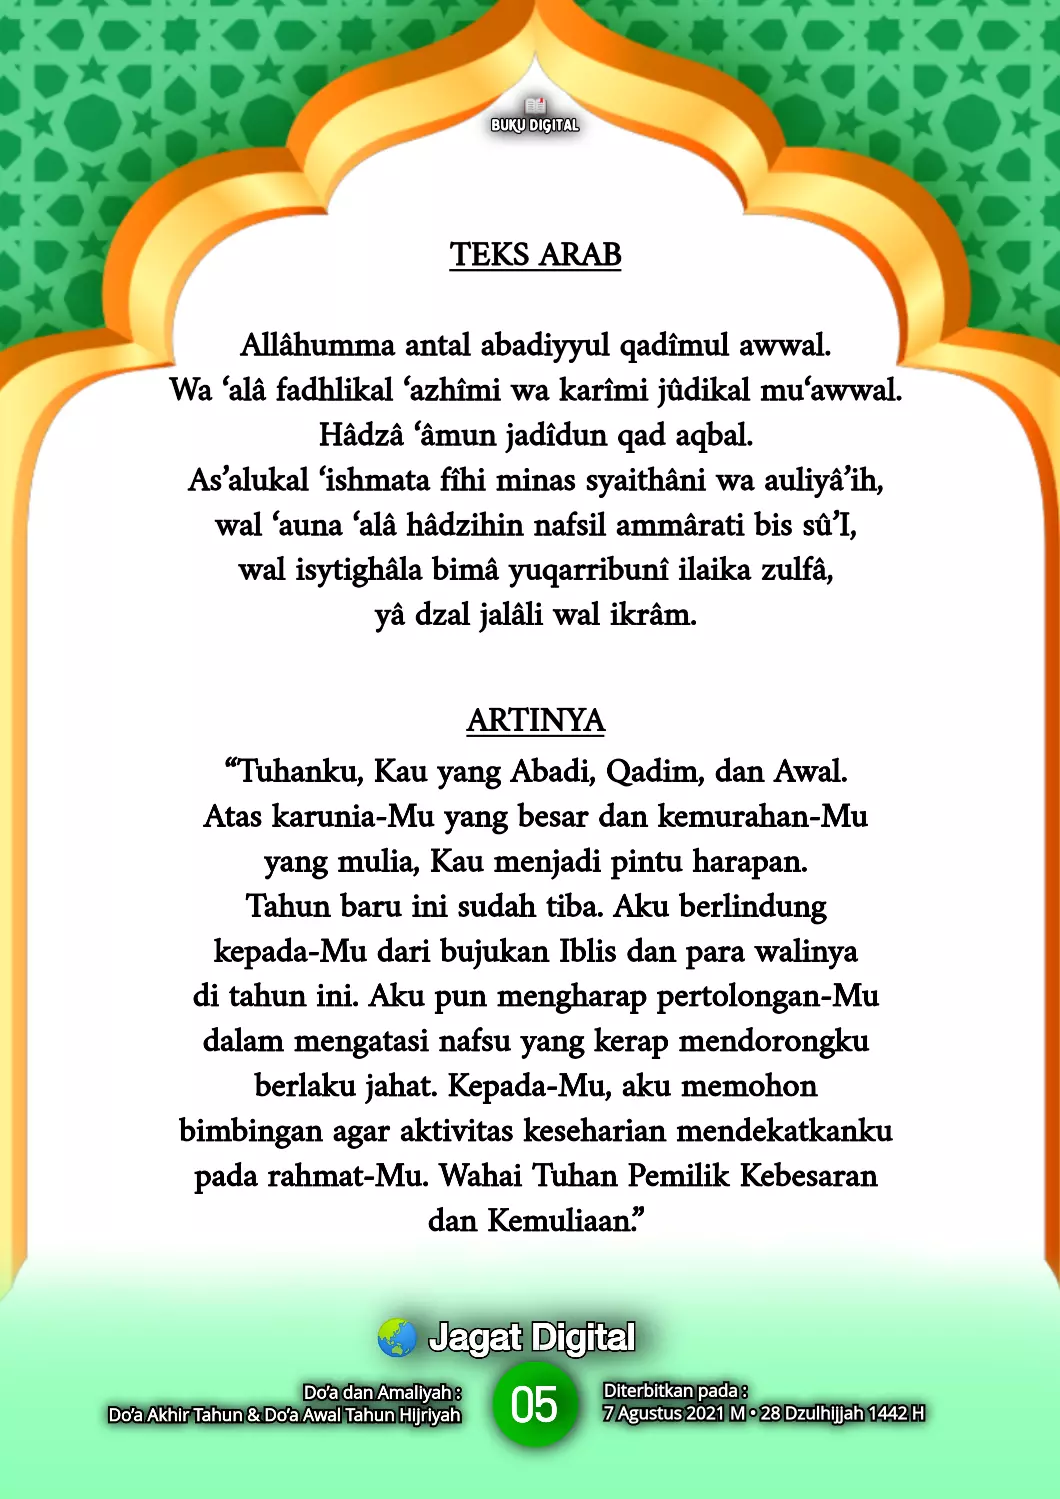 BUKU DIGITAL
TEKS ARAB
Allâhumma antal abadiyyul qadîmul awwal.
Wa ‘alâ fadhlikal ‘azhîmi wa karîmi jûdikal mu‘awwal.
Hâdzâ ‘âmun jadîdun qad aqbal.
As’alukal ‘ishmata fîhi minas syaithâni wa auliyâ’ih,
wal ‘auna ‘alâ hâdzihin nafsil ammârati bis sû’I,
wal isytighâla bimâ yuqarribunî ilaika zulfâ,
yâ dzal jalâli wal ikrâm.
ARTINYA
“Tuhanku, Kau yang Abadi, Qadim, dan Awal.
Atas karunia-Mu yang besar dan kemurahan-Mu
yang mulia, Kau menjadi pintu harapan.
Tahun baru ini sudah tiba. Aku berlindung
kepada-Mu dari bujukan Iblis dan para walinya
di tahun ini. Aku pun mengharap pertolongan-Mu
dalam mengatasi nafsu yang kerap mendorongku
berlaku jahat. Kepada-Mu, aku memohon
bimbingan agar aktivitas keseharian mendekatkanku
pada rahmat-Mu. Wahai Tuhan Pemilik Kebesaran
dan Kemuliaan.”
Jagat Digital
Do’a dan Amaliyah :
Do’a Akhir Tahun & Do’a Awal Tahun Hijriyah
05
Diterbitkan pada :
7 Agustus 2021 M • 28 Dzulhijjah 1442 H